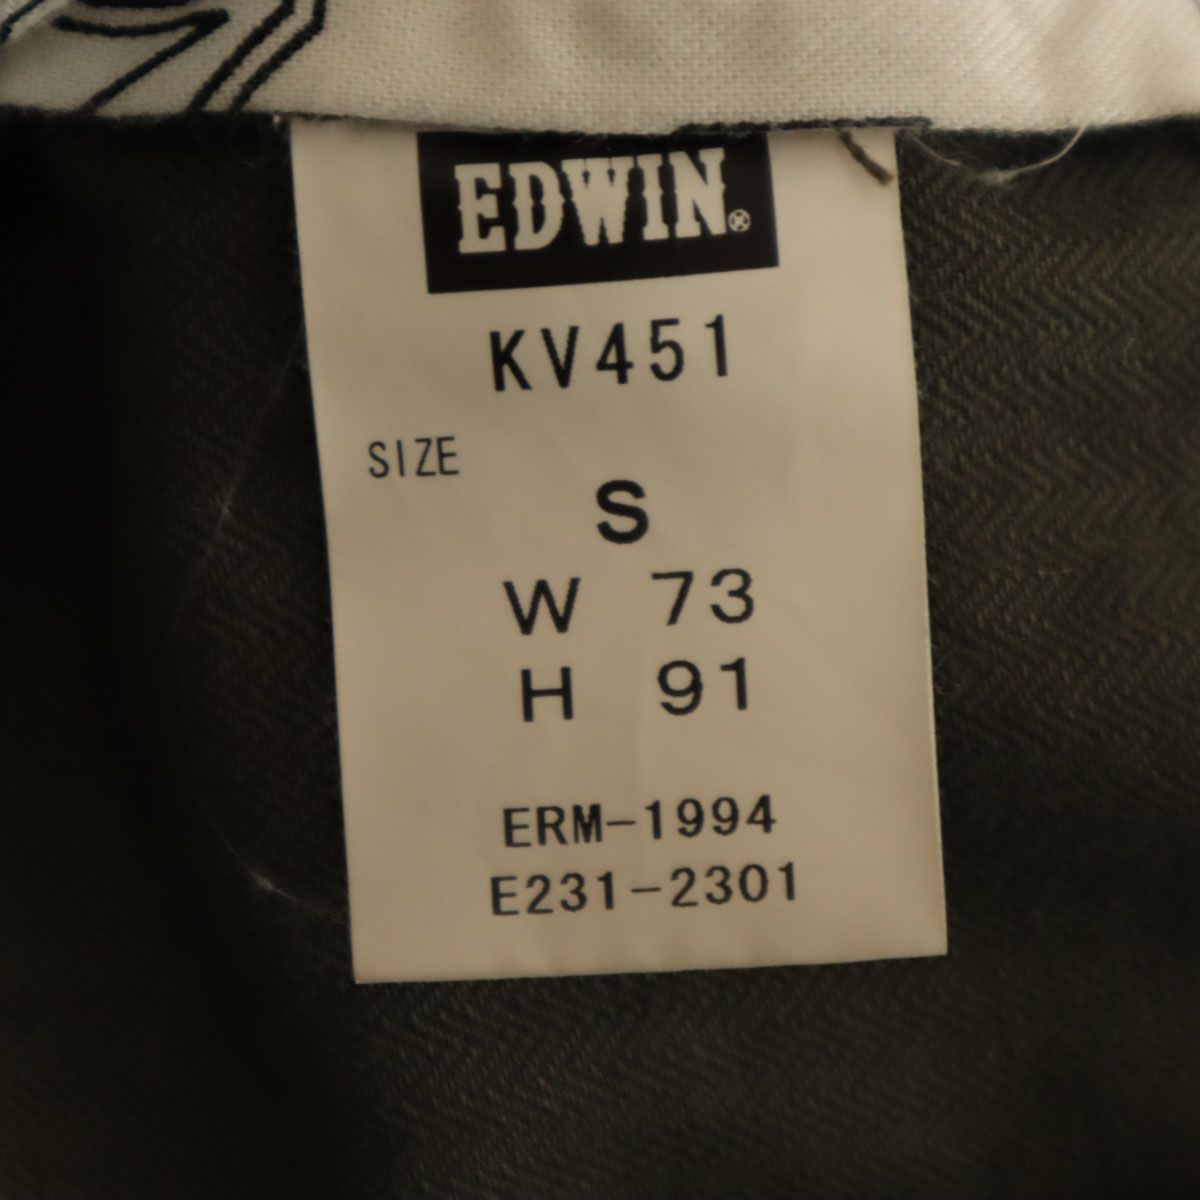 EDWIN®
KV451
SIZE
S
W 73
H 91
ERM-1994
E231-2301